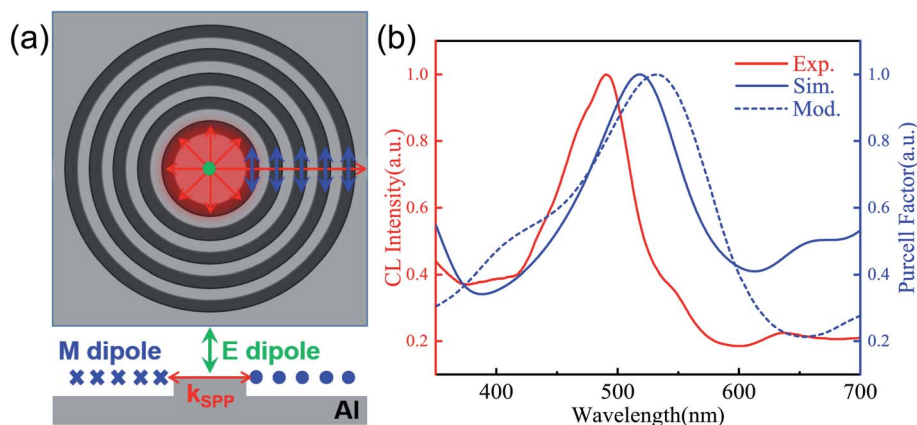 (a)
M dipole
E dipole
kSPP
Al
(b)
Exp.
Sim.
Mod.
CL Intensity(a.u.)
1.0
0.8
0.6
0.4
0.2
Purcell Factor(a.u.)
1.0
0.8
0.6
0.4
0.2
400 500 600 700
Wavelength(nm)